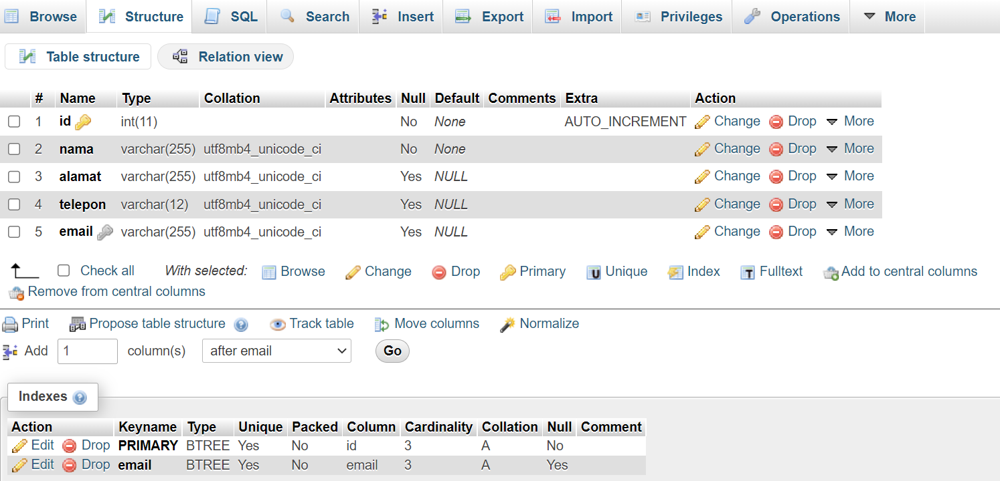 Browse Structure SQL Search Insert Export Import Privileges Operations More
Table structure Relation view
# Name Type Collation Attributes Null Default Comments Extra Action
1 id int(11) No None AUTO_INCREMENT Change Drop More
2 nama varchar(255) utf8mb4_unicode_ci No None Change Drop More
3 alamat varchar(255) utf8mb4_unicode_ci Yes NULL Change Drop More
4 telepon varchar(12) utf8mb4_unicode_ci Yes NULL Change Drop More
5 email varchar(255) utf8mb4_unicode_ci Yes NULL Change Drop More
Check all With selected: Browse Change Drop Primary Unique Index Fulltext Add to central columns
Remove from central columns
Print Propose table structure Track table Move columns Normalize
Add 1 column(s) after email Go
Indexes
Action Keyname Type Unique Packed Column Cardinality Collation Null Comment
Edit Drop PRIMARY BTREE Yes No id 3 A No
Edit Drop email BTREE Yes No email 3 A Yes